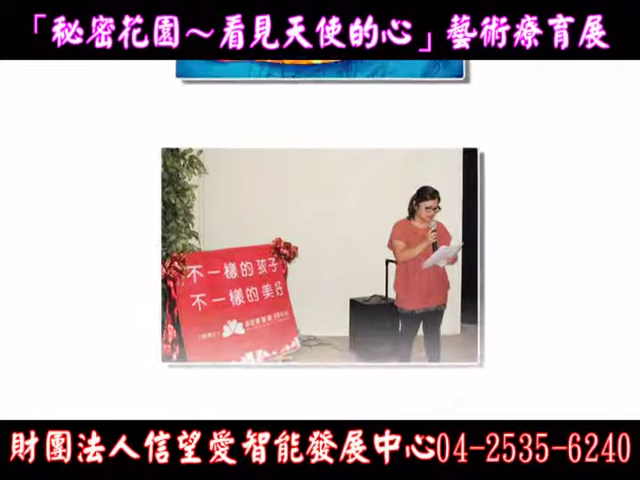 「秘密花園～看見天使的心」藝術療育展
不一樣的孩子
不一樣的美好
財團法人信望愛智能發展中心04-2535-6240